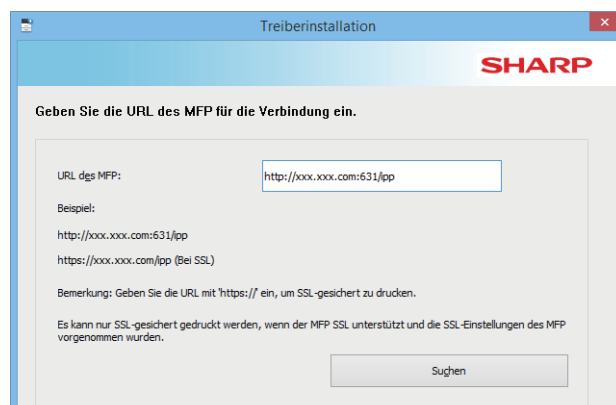 Treiberinstallation
SHARP
Geben Sie die URL des MFP für die Verbindung ein.
URL des MFP:
http://xxx.xxx.com:631/ipp
Beispiel:
http://xxx.xxx.com:631/ipp
https://xxx.xxx.com/ipp (Bei SSL)
Bemerkung: Geben Sie die URL mit 'https://' ein, um SSL-gesichert zu drucken.
Es kann nur SSL-gesichert gedruckt werden, wenn der MFP SSL unterstützt und die SSL-Einstellungen des MFP
vorgenommen wurden.
Suchen